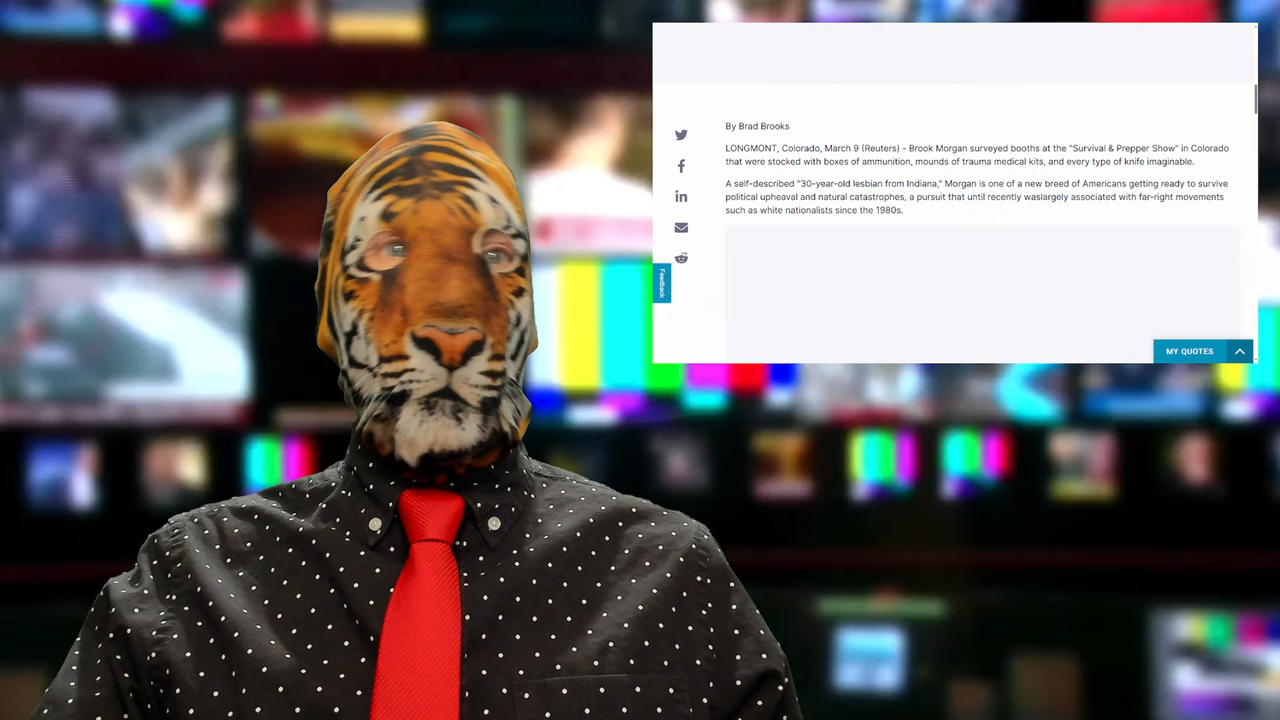 By Brad Brooks
LONGMONT, Colorado, March 9 (Reuters) - Brook Morgan surveyed booths at the "Survival & Prepper Show" in Colorado
that were stocked with boxes of ammunition, mounds of trauma medical kits, and every type of knife imaginable.
A self-described "30-year-old lesbian from Indiana," Morgan is one of a new breed of Americans getting ready to survive
political upheaval and natural catastrophes, a pursuit that until recently waslargely associated with far-right movements
such as white nationalists since the 1980s.
Feedback
MY QUOTES